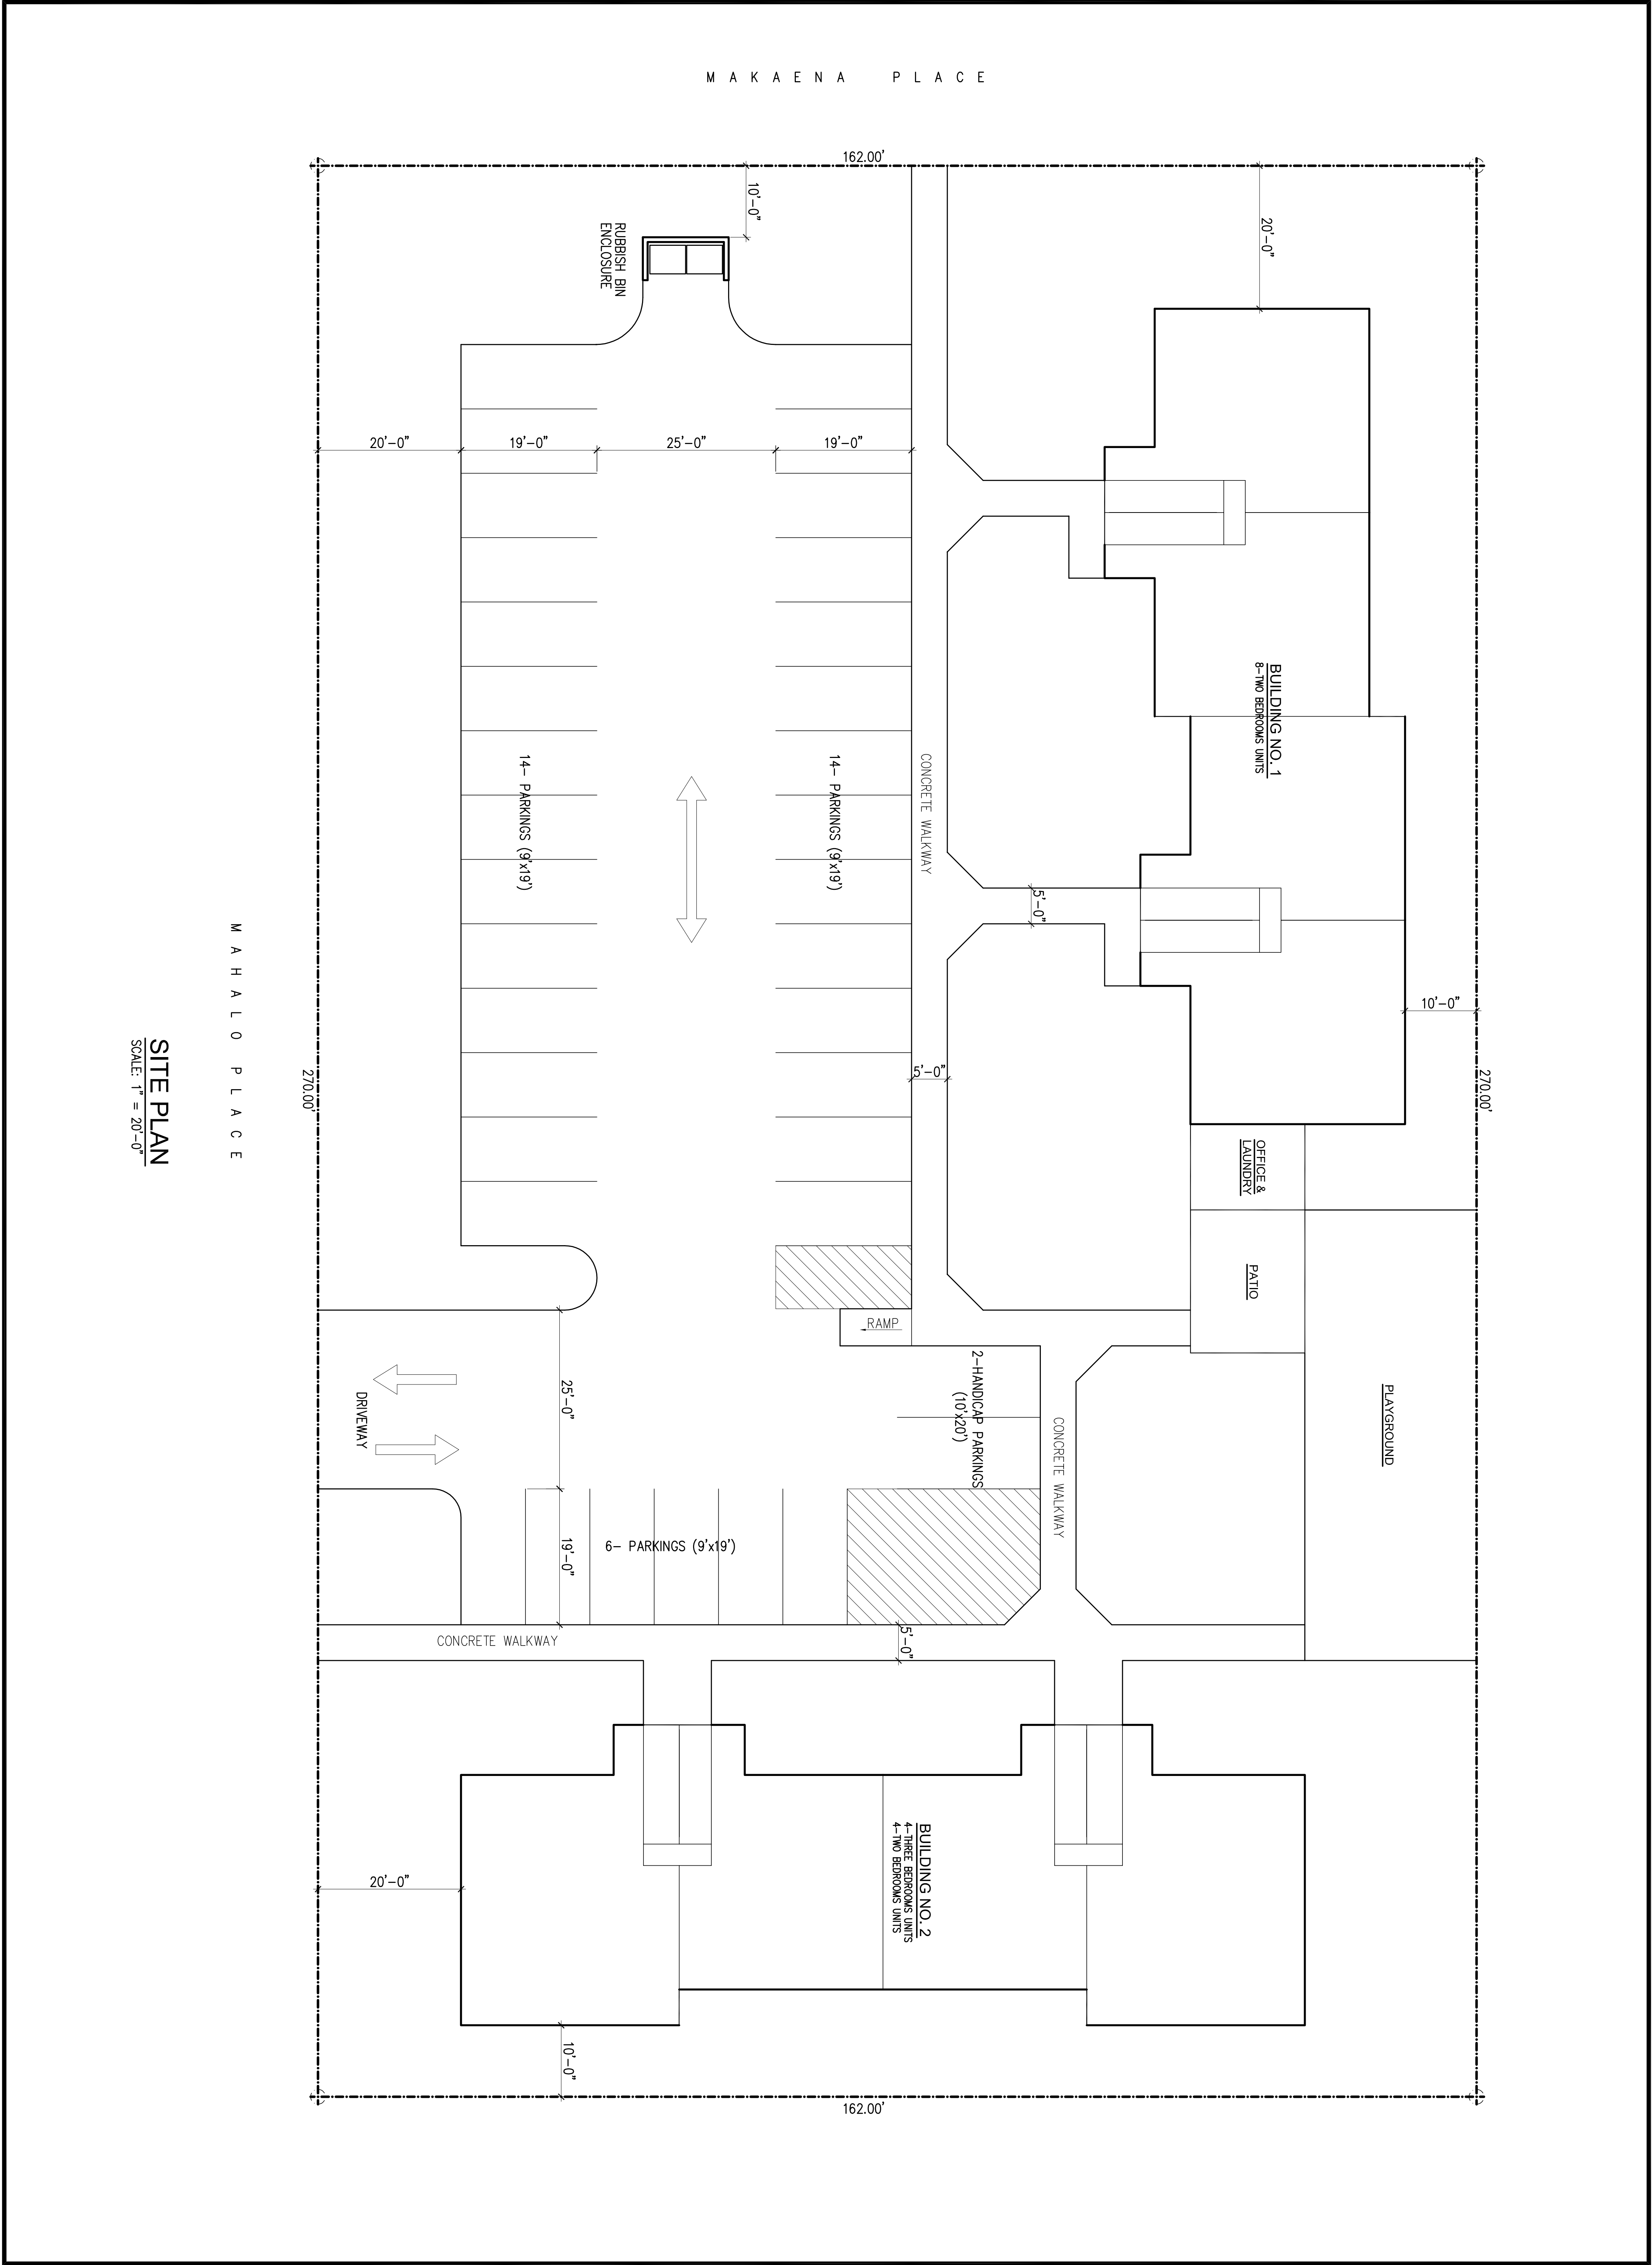 MAKAENA PLACE
162.00'
10'-0"
20'-0"
RUBBISH BIN
ENCLOSURE
20'-0"
19'-0"
25'-0"
19'-0"
BUILDING NO. 1
8-TWO BEDROOMS UNITS
14- PARKINGS (9'x19')
14- PARKINGS (9'x19')
CONCRETE WALKWAY
5'-0"
10'-0"
MAHALO PLACE
270.00'
5'-0"
270.00'
SITE PLAN
SCALE: 1" = 20'-0"
OFFICE &
LAUNDRY
PATIO
RAMP
2-HANDICAP PARKINGS
(10'x20')
25'-0"
DRIVEWAY
PLAYGROUND
CONCRETE WALKWAY
19'-0"
6- PARKINGS (9'x19')
CONCRETE WALKWAY
5'-0"
BUILDING NO. 2
4-THREE BEDROOMS UNITS
4-TWO BEDROOMS UNITS
20'-0"
10'-0"
162.00'